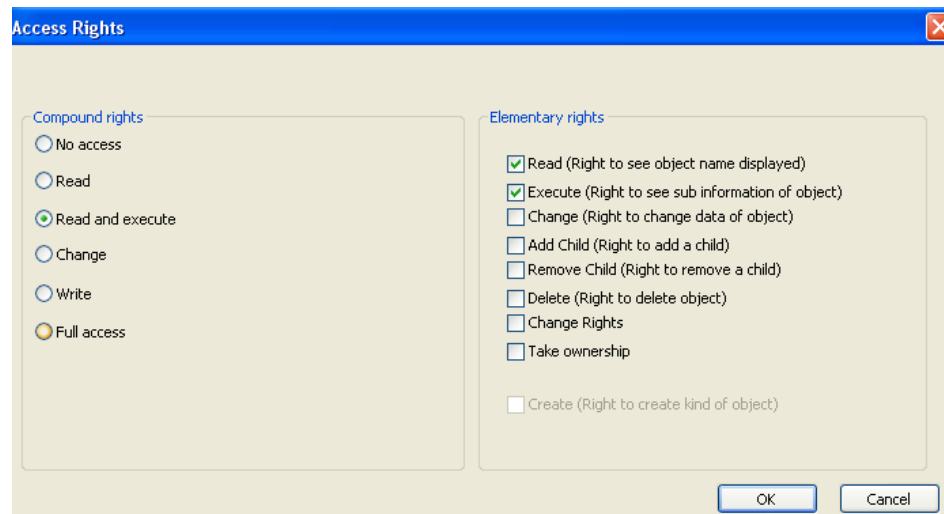 Access Rights
Compound rights
No access
Read
Read and execute
Change
Write
Full access
Elementary rights
Read (Right to see object name displayed)
Execute (Right to see sub information of object)
Change (Right to change data of object)
Add Child (Right to add a child)
Remove Child (Right to remove a child)
Delete (Right to delete object)
Change Rights
Take ownership
Create (Right to create kind of object)
OK
Cancel